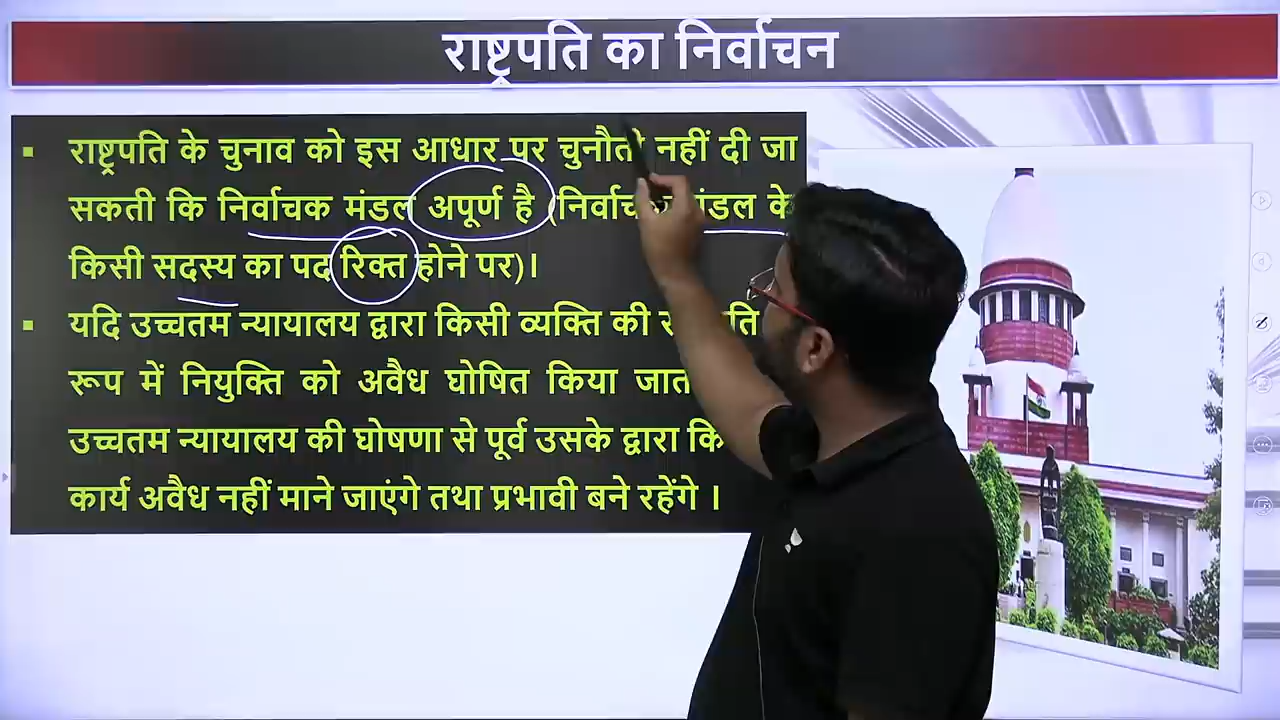 राष्ट्रपति का निर्वाचन
राष्ट्रपति के चुनाव को इस आधार पर चुनौती नहीं दी जा
सकती कि निर्वाचक मंडल अपूर्ण है (निर्वाचक मंडल के
किसी सदस्य का पद रिक्त होने पर)।
यदि उच्चतम न्यायालय द्वारा किसी व्यक्ति की
रूप में नियुक्ति को अवैध घोषित किया
उच्चतम न्यायालय की घोषणा से पूर्व उसके द्वारा
कार्य अवैध नहीं माने जाएंगे तथा प्रभावी बने रहेंगे ।